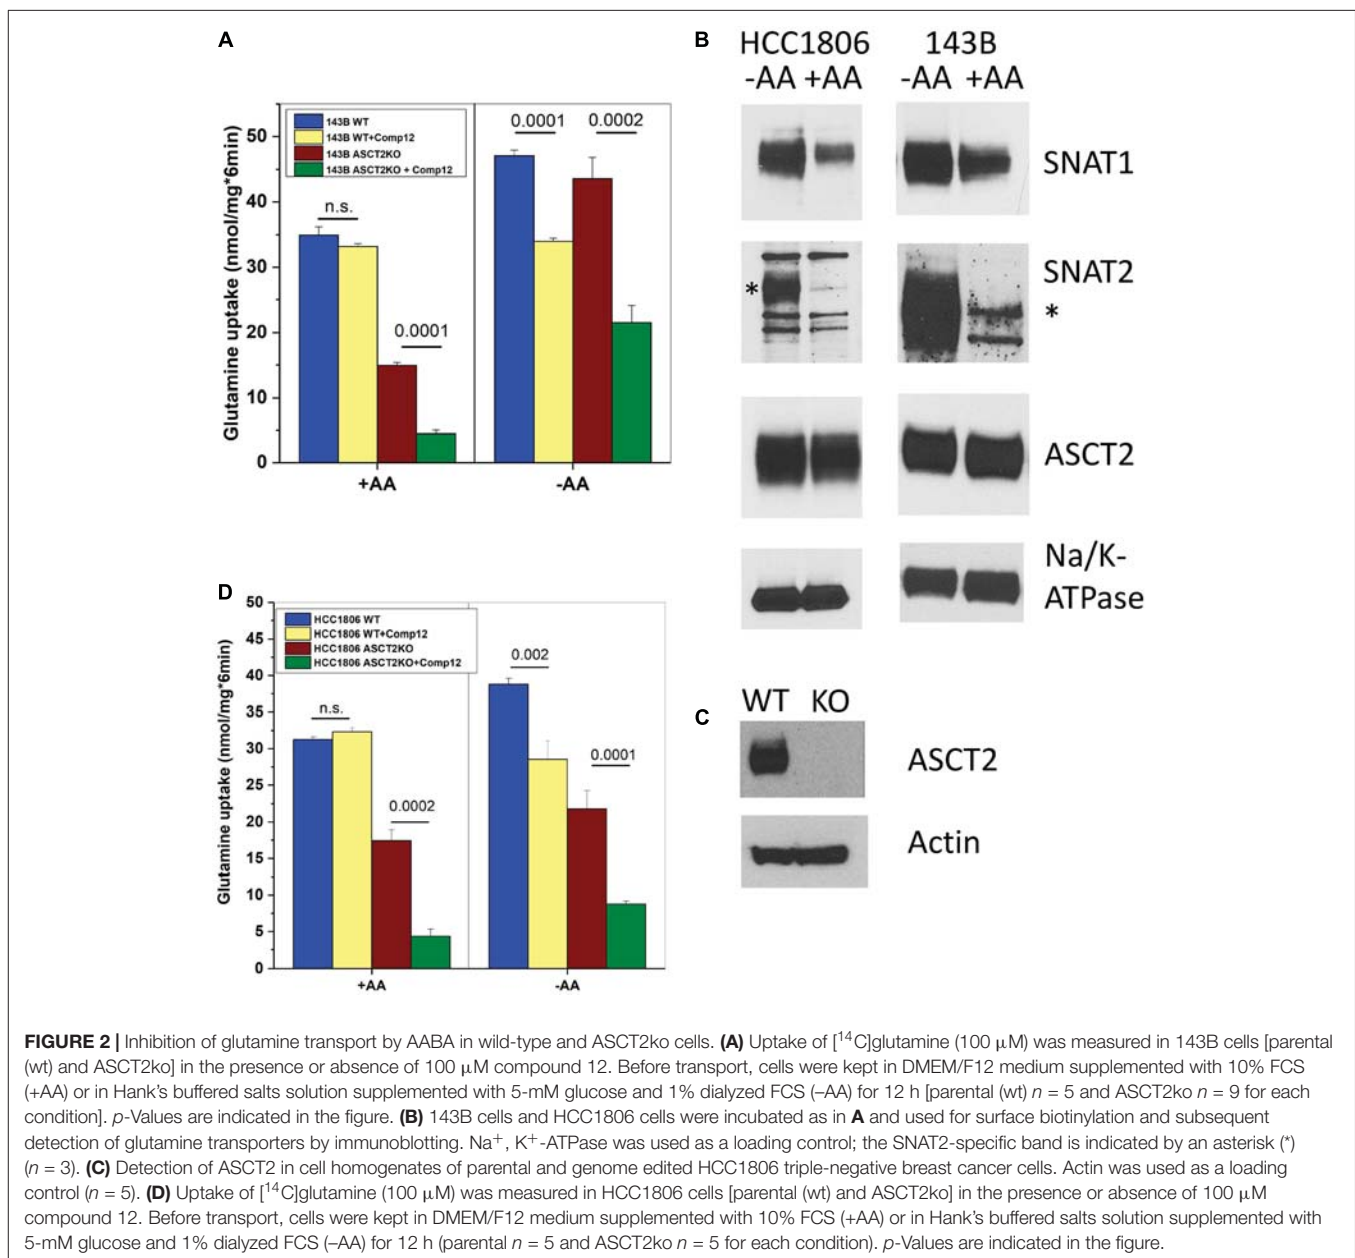 A
Glutamine uptake (nmol/mg*6min)
50
40
30
20
10
0
143B WT
143B WT+Comp12
143B ASCT2KO
143B ASCT2KO + Comp12
n.s.
0.0001
0.0001
0.0002
+AA
-AA
B
HCC1806 143B
-AA +AA -AA +AA
SNAT1
SNAT2
*
*
ASCT2
Na/K-
ATPase
C
WT KO
ASCT2
Actin
D
Glutamine uptake (nmol/mg*6min)
50
45
40
35
30
25
20
15
10
5
0
HCC1806 WT
HCC1806 WT+Comp12
HCC1806 ASCT2KO
HCC1806 ASCT2KO+Comp12
n.s.
0.0002
0.002
0.0001
+AA
-AA
FIGURE 2 | Inhibition of glutamine transport by AABA in wild-type and ASCT2ko cells. (A) Uptake of [¹⁴C]glutamine (100 μM) was measured in 143B cells [parental
(wt) and ASCT2ko] in the presence or absence of 100 μM compound 12. Before transport, cells were kept in DMEM/F12 medium supplemented with 10% FCS
(+AA) or in Hank's buffered salts solution supplemented with 5-mM glucose and 1% dialyzed FCS (–AA) for 12 h [parental (wt) n = 5 and ASCT2ko n = 9 for each
condition]. p-Values are indicated in the figure. (B) 143B cells and HCC1806 cells were incubated as in A and used for surface biotinylation and subsequent
detection of glutamine transporters by immunoblotting. Na⁺, K⁺-ATPase was used as a loading control; the SNAT2-specific band is indicated by an asterisk (*)
(n = 3). (C) Detection of ASCT2 in cell homogenates of parental and genome edited HCC1806 triple-negative breast cancer cells. Actin was used as a loading
control (n = 5). (D) Uptake of [¹⁴C]glutamine (100 μM) was measured in HCC1806 cells [parental (wt) and ASCT2ko] in the presence or absence of 100 μM
compound 12. Before transport, cells were kept in DMEM/F12 medium supplemented with 10% FCS (+AA) or in Hank's buffered salts solution supplemented with
5-mM glucose and 1% dialyzed FCS (–AA) for 12 h (parental n = 5 and ASCT2ko n = 5 for each condition). p-Values are indicated in the figure.